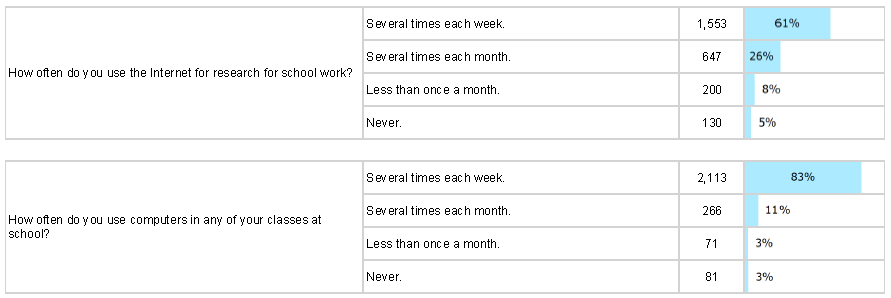 Several times each week. 1,553 61%
Several times each month. 647 26%
How often do you use the Internet for research for school work?
Less than once a month. 200 8%
Never. 130 5%
Several times each week. 2,113 83%
Several times each month. 266 11%
How often do you use computers in any of your classes at
school?
Less than once a month. 71 3%
Never. 81 3%